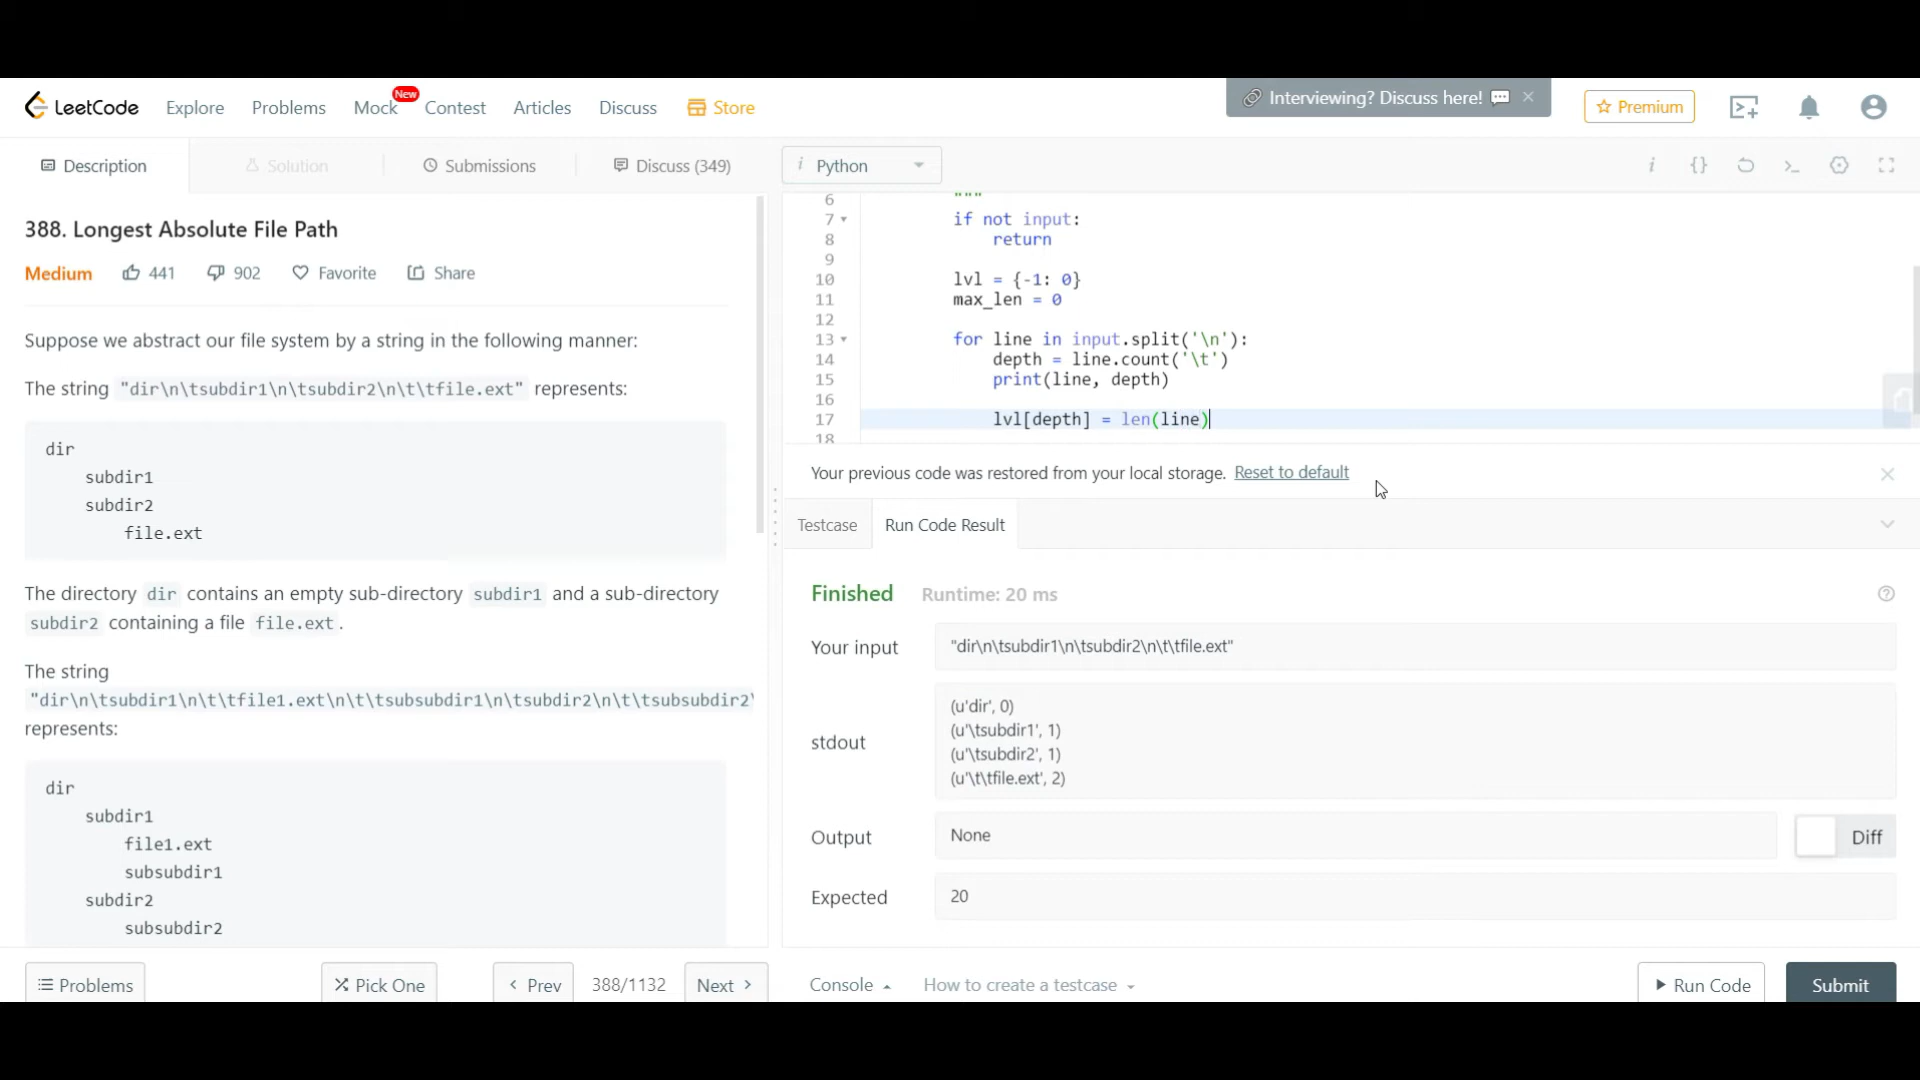 LeetCode
Explore
Problems
Mock
New
Contest
Articles
Discuss
Store
Interviewing? Discuss here!
Premium
Description
Solution
Submissions
Discuss (349)
i Python
388. Longest Absolute File Path
Medium
441
902
Favorite
Share
Suppose we abstract our file system by a string in the following manner:
The string "dir\n\tsubdir1\n\tsubdir2\n\t\tfile.ext" represents:
dir
subdir1
subdir2
file.ext
The directory dir contains an empty sub-directory subdir1 and a sub-directory
subdir2 containing a file file.ext.
The string
"dir\n\tsubdir1\n\t\tfile1.ext\n\t\tsubsubdir1\n\tsubdir2\n\t\tsubsubdir2\
represents:
dir
subdir1
file1.ext
subsubdir1
subdir2
subsubdir2
6 """
7 if not input:
8 return
9
10 lvl = {-1: 0}
11 max_len = 0
12
13 for line in input.split('\n'):
14 depth = line.count('\t')
15 print(line, depth)
16
17 lvl[depth] = len(line)
18
Your previous code was restored from your local storage. Reset to default
Testcase
Run Code Result
Finished
Runtime: 20 ms
Your input
"dir\n\tsubdir1\n\tsubdir2\n\t\tfile.ext"
stdout
(u'dir', 0)
(u'\tsubdir1', 1)
(u'\tsubdir2', 1)
(u'\t\tfile.ext', 2)
Output
None
Diff
Expected
20
Problems
Pick One
Prev
388/1132
Next
Console
How to create a testcase
Run Code
Submit